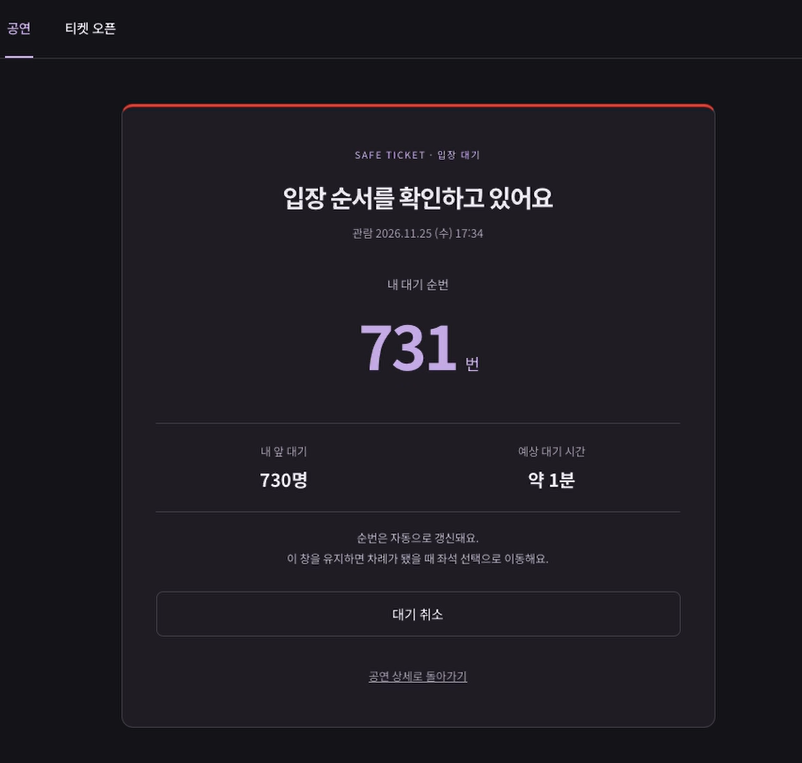 공연 티켓 오픈
SAFE TICKET · 입장 대기
입장 순서를 확인하고 있어요
관람 2026.11.25 (수) 17:34
내 대기 순번
731 번
내 앞 대기 예상 대기 시간
730명 약 1분
순번은 자동으로 갱신돼요.
이 창을 유지하면 차례가 됐을 때 좌석 선택으로 이동해요.
대기 취소
공연 상세로 돌아가기